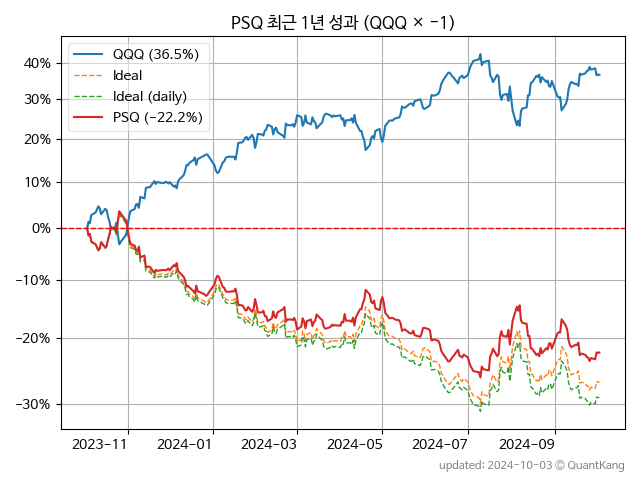 PSQ 최근 1년 성과 (QQQ × −1)
QQQ (36.5%)
Ideal
Ideal (daily)
PSQ (−22.2%)
40%
30%
20%
10%
0%
−10%
−20%
−30%
2023-11
2024-01
2024-03
2024-05
2024-07
2024-09
updated: 2024-10-03 ⓒ QuantKang